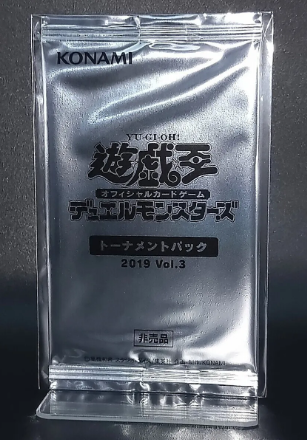 KONAMI
YU-GI-OH!
遊戯王
オフィシャルカードゲーム
デュエルモンスターズ
トーナメントパック
2019 Vol.3
非売品